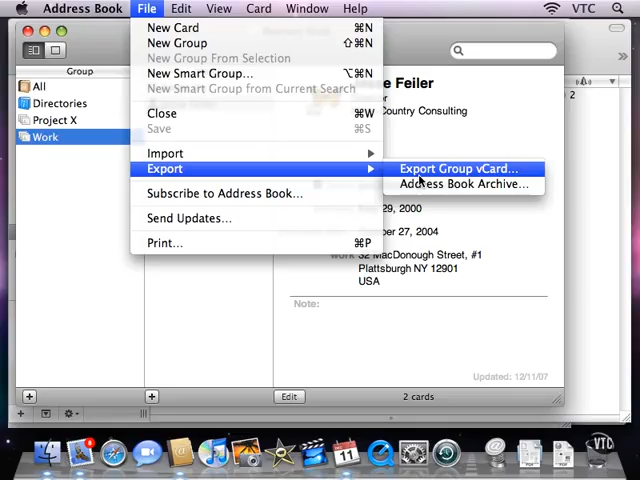 Address Book File Edit View Card Window Help VTC
Group
All
Directories
Project X
Work
New Card ⌘N
New Group ⇧⌘N
New Group From Selection
New Smart Group... ⌥⌘N
New Smart Group from Current Search
Close ⌘W
Save ⌘S
Import
Export
Subscribe to Address Book...
Send Updates...
Print... ⌘P
Export Group vCard...
Address Book Archive...
Feiler
Country Consulting
29, 2000
27, 2004
work 32 MacDonough Street, #1
Plattsburgh NY 12901
USA
Note:
Updated: 12/11/07
Edit
2 cards
2
11
VTC